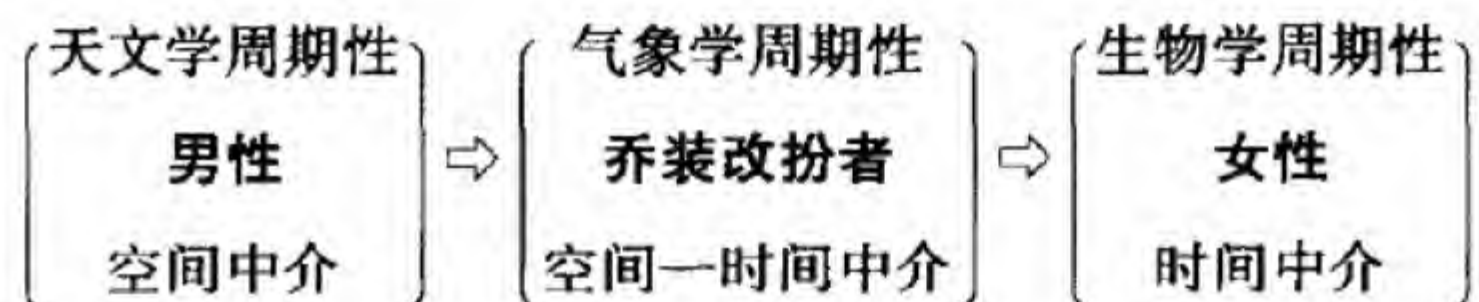 天文学周期性 气象学周期性 生物学周期性
男性 ⇨ 乔装改扮者 ⇨ 女性
空间中介 空间一时间中介 时间中介